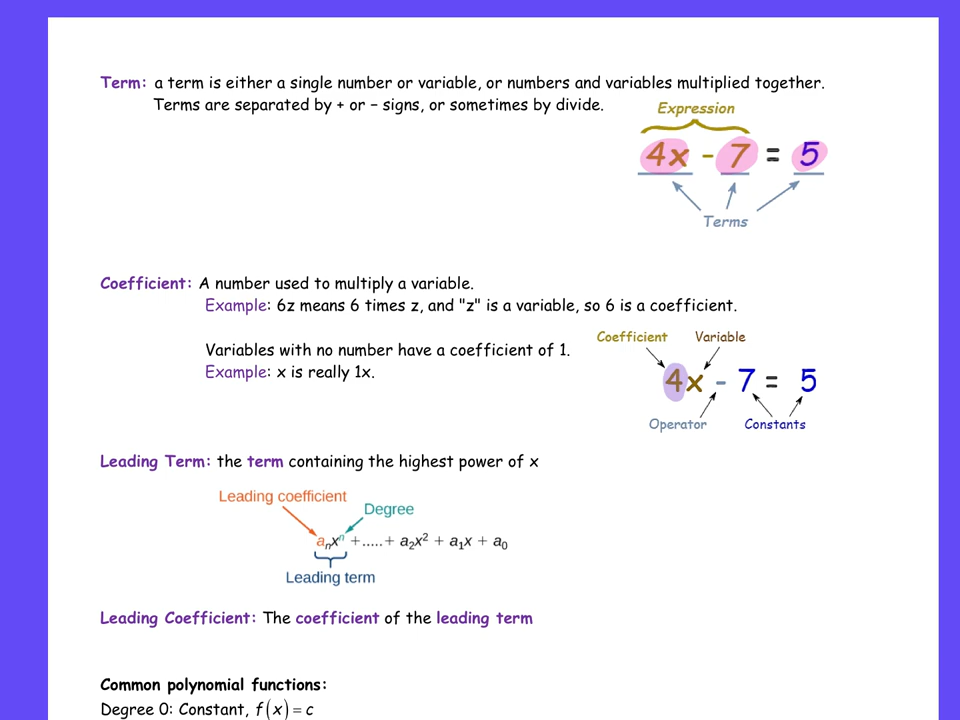 Term: a term is either a single number or variable, or numbers and variables multiplied together.
Terms are separated by + or − signs, or sometimes by divide.
Expression
4x - 7 = 5
Terms
Coefficient: A number used to multiply a variable.
Example: 6z means 6 times z, and "z" is a variable, so 6 is a coefficient.
Coefficient Variable
Variables with no number have a coefficient of 1.
Example: x is really 1x.
4x - 7 = 5
Operator Constants
Leading Term: the term containing the highest power of x
Leading coefficient
Degree
aₙxⁿ +.....+ a₂x² + a₁x + a₀
Leading term
Leading Coefficient: The coefficient of the leading term
Common polynomial functions:
Degree 0: Constant, f(x) = c